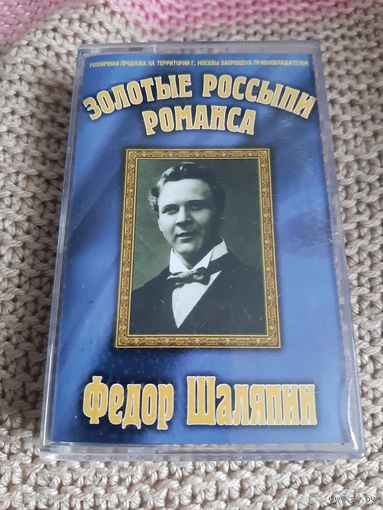 РОЗНИЧНАЯ ПРОДАЖА НА ТЕРРИТОРИИ Г. МОСКВЫ ЗАПРЕЩЕНА ПРАВООБЛАДАТЕЛЕМ
ЗОЛОТЫЕ РОССЫПИ
РОМАНСА
Федор Шаляпин